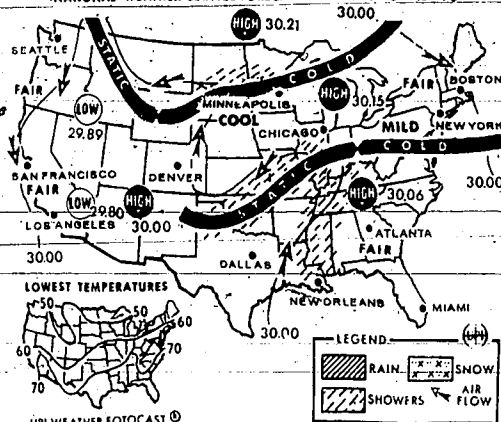 HIGH 30.21
30.00
SEATTLE
STATIC
COLD
FAIR
BOSTON
FAIR
LOW
29.89
MINNEAPOLIS
COOL
HIGH
30.15
CHICAGO
MILD
NEW YORK
COLD
SAN FRANCISCO
FAIR
DENVER
STATIC
30.00
LOW
29.80
HIGH
30.00
HIGH
30.06
LOS ANGELES
30.00
ATLANTA
FAIR
DALLAS
NEW ORLEANS
MIAMI
30.00
LOWEST TEMPERATURES
50
50
60
60
70
70
LEGEND
RAIN
SNOW
SHOWERS
AIR
FLOW
UPI WEATHER FOTOCAST ®